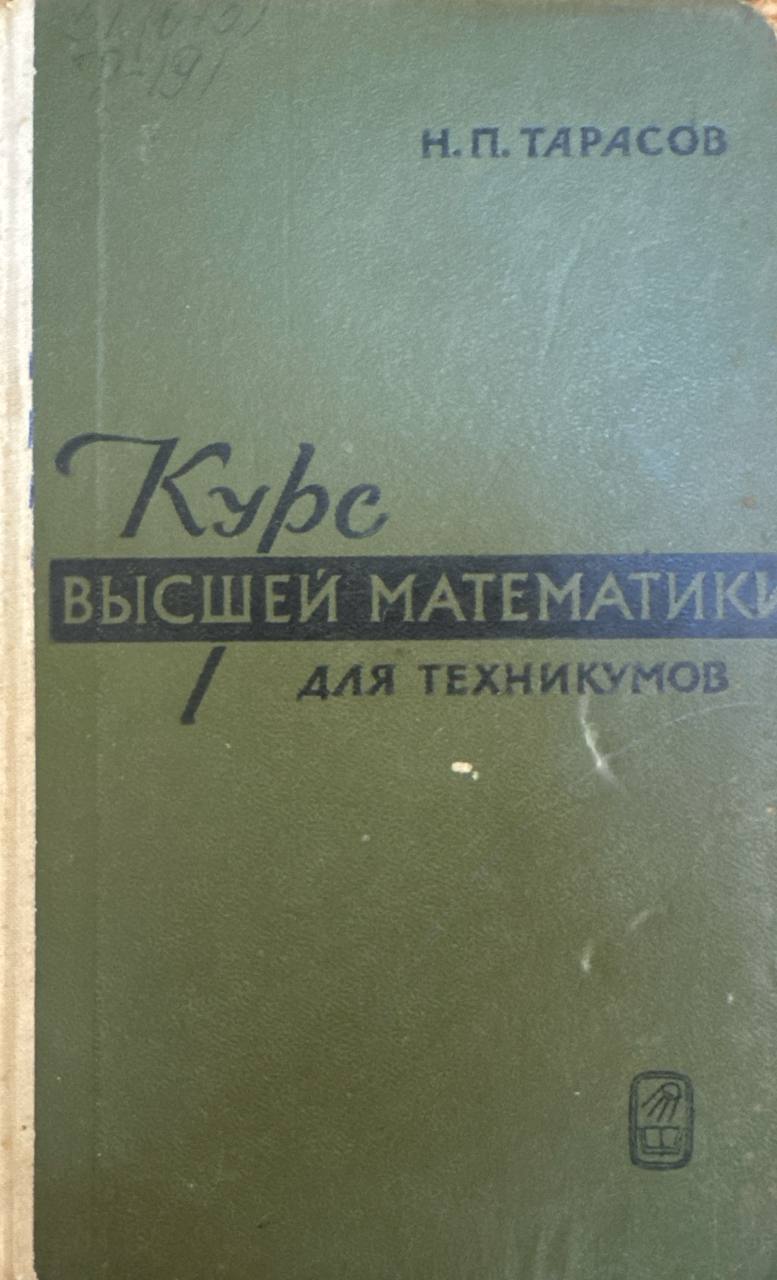 Н. П. ТАРАСОВ
Курс
ВЫСШЕЙ МАТЕМАТИКИ
ДЛЯ ТЕХНИКУМОВ